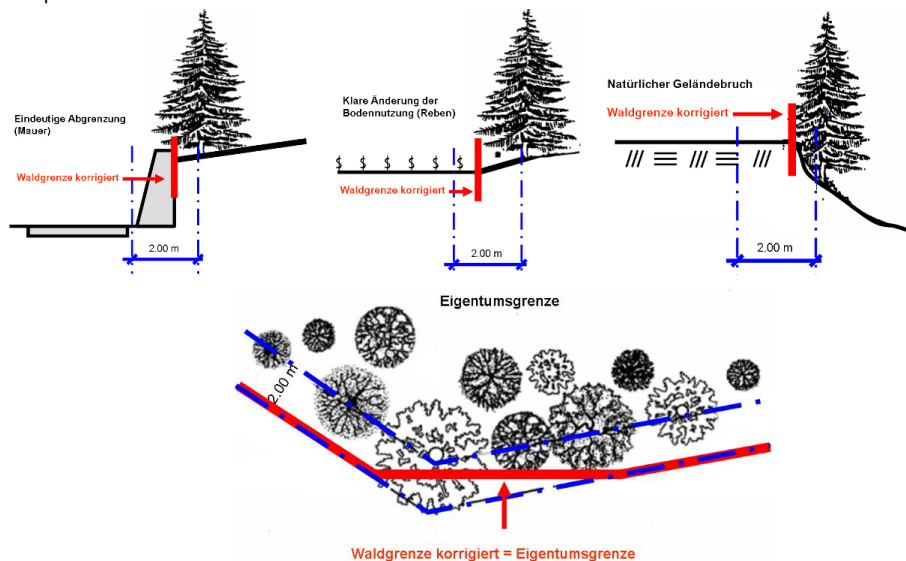 Eindeutige Abgrenzung
(Mauer)
Waldgrenze korrigiert
2.00 m
Klare Änderung der
Bodennutzung (Reben)
$ $ $ $ $ $
Waldgrenze korrigiert
2.00 m
Natürlicher Geländebruch
Waldgrenze korrigiert
2.00 m
Eigentumsgrenze
2.00 m
Waldgrenze korrigiert = Eigentumsgrenze